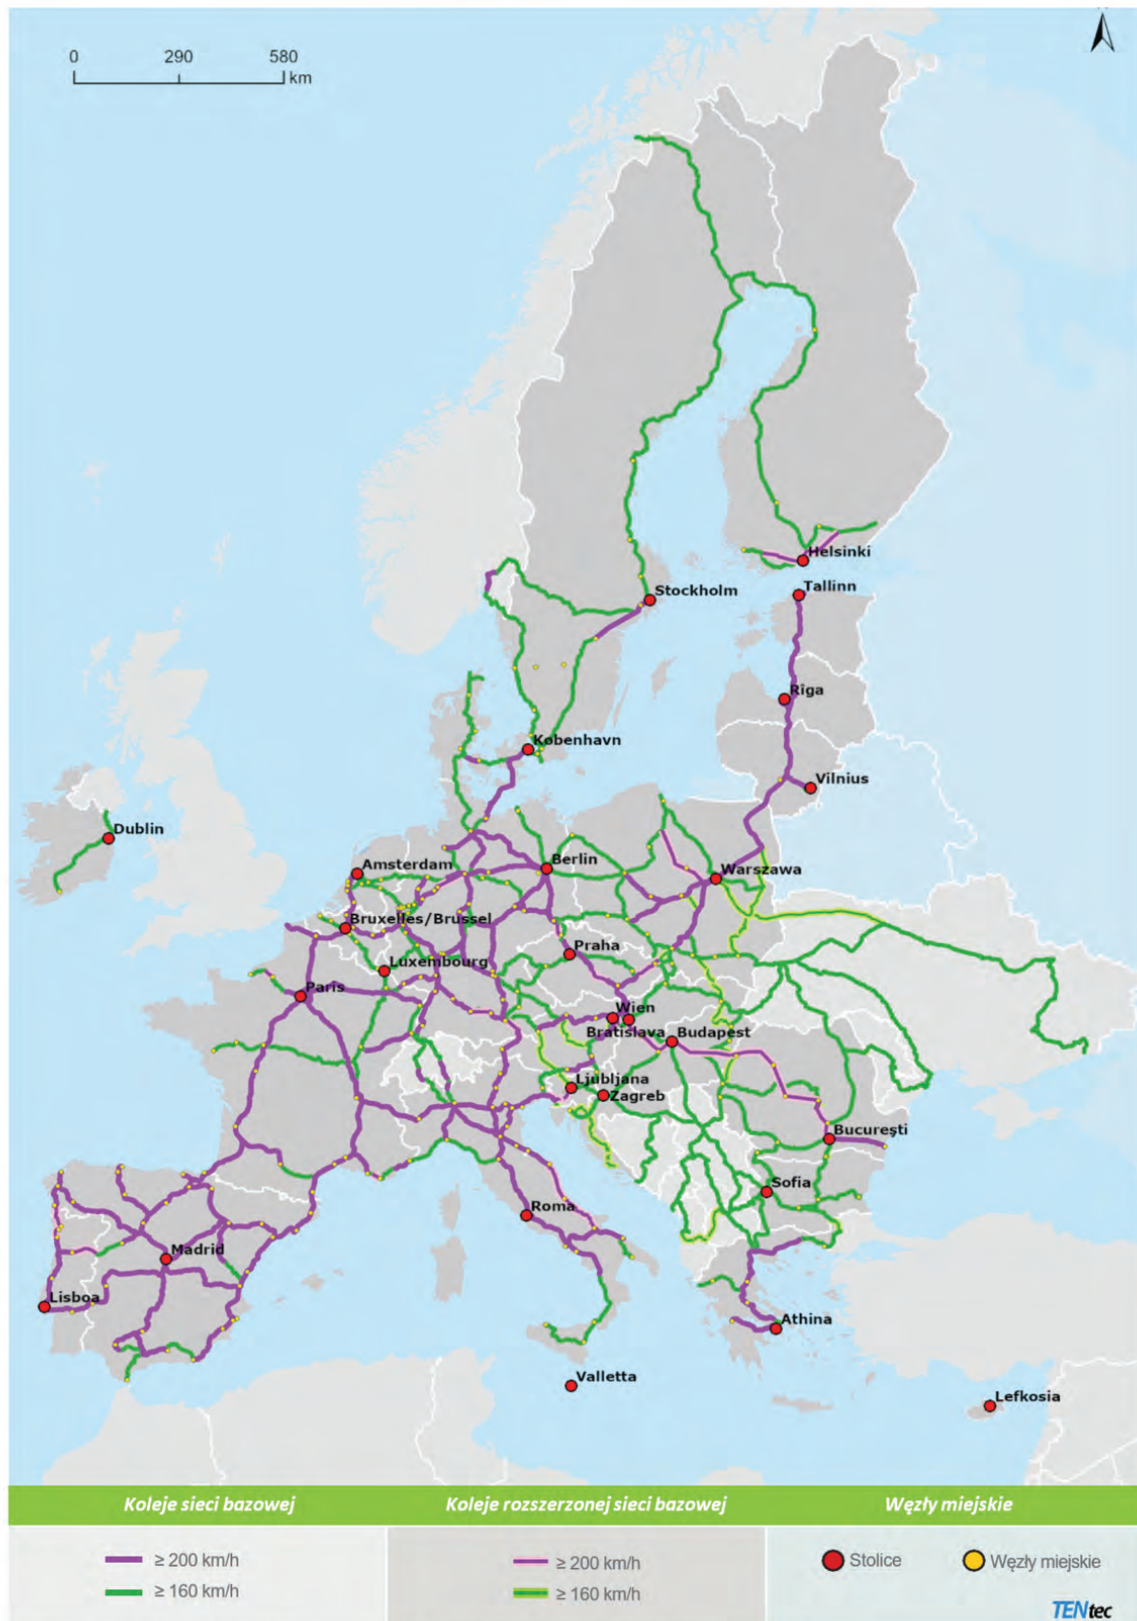 0 290 580
km
Helsinki
Tallinn
Stockholm
Rīga
København
Vilnius
Dublin
Amsterdam
Berlin
Warszawa
Bruxelles/Brussel
Praha
Luxembourg
Paris
Wien
Bratislava
Budapest
Ljubljana
Zagreb
Bucureşti
Sofia
Roma
Madrid
Lisboa
Athina
Valletta
Lefkosia
Koleje sieci bazowej
Koleje rozszerzonej sieci bazowej
Węzły miejskie
≥ 200 km/h
≥ 160 km/h
≥ 200 km/h
≥ 160 km/h
Stolice
Węzły miejskie
TENtec